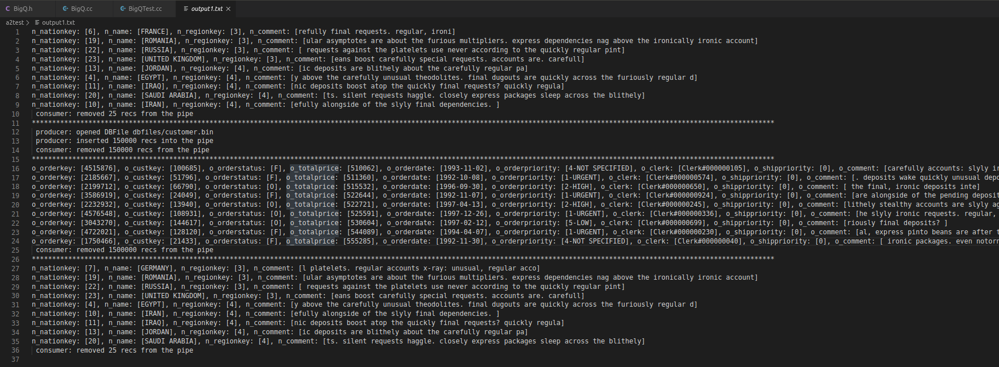 BigQ.h BigQ.cc BigQTest.cc output1.txt
a2test > output1.txt
1 n_nationkey: [6], n_name: [FRANCE], n_regionkey: [3], n_comment: [refully final requests. regular, ironi]
2 n_nationkey: [19], n_name: [ROMANIA], n_regionkey: [3], n_comment: [ular asymptotes are about the furious multipliers. express dependencies nag above the ironically ironic account]
3 n_nationkey: [22], n_name: [RUSSIA], n_regionkey: [3], n_comment: [ requests against the platelets use never according to the quickly regular pint]
4 n_nationkey: [23], n_name: [UNITED KINGDOM], n_regionkey: [3], n_comment: [eans boost carefully special requests. accounts are. carefull]
5 n_nationkey: [13], n_name: [JORDAN], n_regionkey: [4], n_comment: [ic deposits are blithely about the carefully regular pa]
6 n_nationkey: [4], n_name: [EGYPT], n_regionkey: [4], n_comment: [y above the carefully unusual theodolites. final dugouts are quickly across the furiously regular d]
7 n_nationkey: [11], n_name: [IRAQ], n_regionkey: [4], n_comment: [nic deposits boost atop the quickly final requests? quickly regula]
8 n_nationkey: [20], n_name: [SAUDI ARABIA], n_regionkey: [4], n_comment: [ts. silent requests haggle. closely express packages sleep across the blithely]
9 n_nationkey: [10], n_name: [IRAN], n_regionkey: [4], n_comment: [efully alongside of the slyly final dependencies. ]
10 consumer: removed 25 recs from the pipe
11 ****************************************************************************************************************************************************************************************
12 producer: opened DBFile dbfiles/customer.bin
13 producer: inserted 150000 recs into the pipe
14 consumer: removed 150000 recs from the pipe
15 ****************************************************************************************************************************************************************************************
16 o_orderkey: [4515876], o_custkey: [100685], o_orderstatus: [F], o_totalprice: [510062], o_orderdate: [1993-11-02], o_orderpriority: [4-NOT SPECIFIED], o_clerk: [Clerk#000000105], o_shippriority: [0], o_comment: [carefully accounts: slyly ir
17 o_orderkey: [2185667], o_custkey: [51796], o_orderstatus: [F], o_totalprice: [511360], o_orderdate: [1992-10-08], o_orderpriority: [1-URGENT], o_clerk: [Clerk#000000574], o_shippriority: [0], o_comment: [. deposits wake quickly unusual depo
18 o_orderkey: [2199712], o_custkey: [66790], o_orderstatus: [O], o_totalprice: [515532], o_orderdate: [1996-09-30], o_orderpriority: [2-HIGH], o_clerk: [Clerk#000000650], o_shippriority: [0], o_comment: [ the final, ironic deposits inte]
19 o_orderkey: [3586919], o_custkey: [24049], o_orderstatus: [F], o_totalprice: [522644], o_orderdate: [1992-11-07], o_orderpriority: [1-URGENT], o_clerk: [Clerk#000000924], o_shippriority: [0], o_comment: [are alongside of the pending deposit
20 o_orderkey: [2232932], o_custkey: [13940], o_orderstatus: [O], o_totalprice: [522721], o_orderdate: [1997-04-13], o_orderpriority: [2-HIGH], o_clerk: [Clerk#000000245], o_shippriority: [0], o_comment: [lithely stealthy accounts are slyly ag
21 o_orderkey: [4576548], o_custkey: [108931], o_orderstatus: [O], o_totalprice: [525591], o_orderdate: [1997-12-26], o_orderpriority: [1-URGENT], o_clerk: [Clerk#000000336], o_shippriority: [0], o_comment: [he slyly ironic requests. regular,
22 o_orderkey: [3043270], o_custkey: [144617], o_orderstatus: [O], o_totalprice: [530604], o_orderdate: [1997-02-12], o_orderpriority: [5-LOW], o_clerk: [Clerk#000000699], o_shippriority: [0], o_comment: [riously final deposits? ]
23 o_orderkey: [4722021], o_custkey: [128120], o_orderstatus: [F], o_totalprice: [544089], o_orderdate: [1994-04-07], o_orderpriority: [1-URGENT], o_clerk: [Clerk#000000230], o_shippriority: [0], o_comment: [al, express pinto beans are after t
24 o_orderkey: [1750466], o_custkey: [21433], o_orderstatus: [F], o_totalprice: [555285], o_orderdate: [1992-11-30], o_orderpriority: [4-NOT SPECIFIED], o_clerk: [Clerk#000000040], o_shippriority: [0], o_comment: [ ironic packages. even notorn
25 consumer: removed 1500000 recs from the pipe
26 ****************************************************************************************************************************************************************************************
27 n_nationkey: [7], n_name: [GERMANY], n_regionkey: [3], n_comment: [l platelets. regular accounts x-ray: unusual, regular acco]
28 n_nationkey: [19], n_name: [ROMANIA], n_regionkey: [3], n_comment: [ular asymptotes are about the furious multipliers. express dependencies nag above the ironically ironic account]
29 n_nationkey: [22], n_name: [RUSSIA], n_regionkey: [3], n_comment: [ requests against the platelets use never according to the quickly regular pint]
30 n_nationkey: [23], n_name: [UNITED KINGDOM], n_regionkey: [3], n_comment: [eans boost carefully special requests. accounts are. carefull]
31 n_nationkey: [4], n_name: [EGYPT], n_regionkey: [4], n_comment: [y above the carefully unusual theodolites. final dugouts are quickly across the furiously regular d]
32 n_nationkey: [10], n_name: [IRAN], n_regionkey: [4], n_comment: [efully alongside of the slyly final dependencies. ]
33 n_nationkey: [11], n_name: [IRAQ], n_regionkey: [4], n_comment: [nic deposits boost atop the quickly final requests? quickly regula]
34 n_nationkey: [13], n_name: [JORDAN], n_regionkey: [4], n_comment: [ic deposits are blithely about the carefully regular pa]
35 n_nationkey: [20], n_name: [SAUDI ARABIA], n_regionkey: [4], n_comment: [ts. silent requests haggle. closely express packages sleep across the blithely]
36 consumer: removed 25 recs from the pipe
37